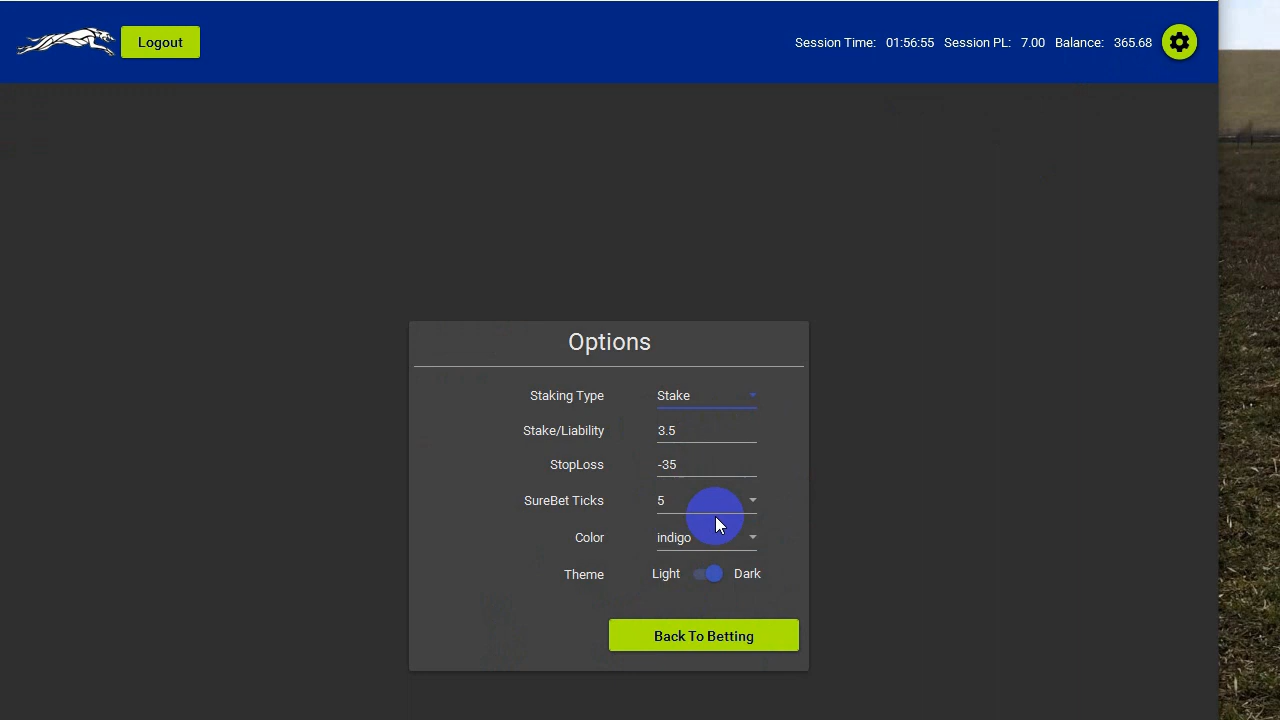 Logout
Session Time: 01:56:55 Session PL: 7.00 Balance: 365.68
Options
Staking Type Stake
Stake/Liability 3.5
StopLoss -35
SureBet Ticks 5
Color indigo
Theme Light Dark
Back To Betting